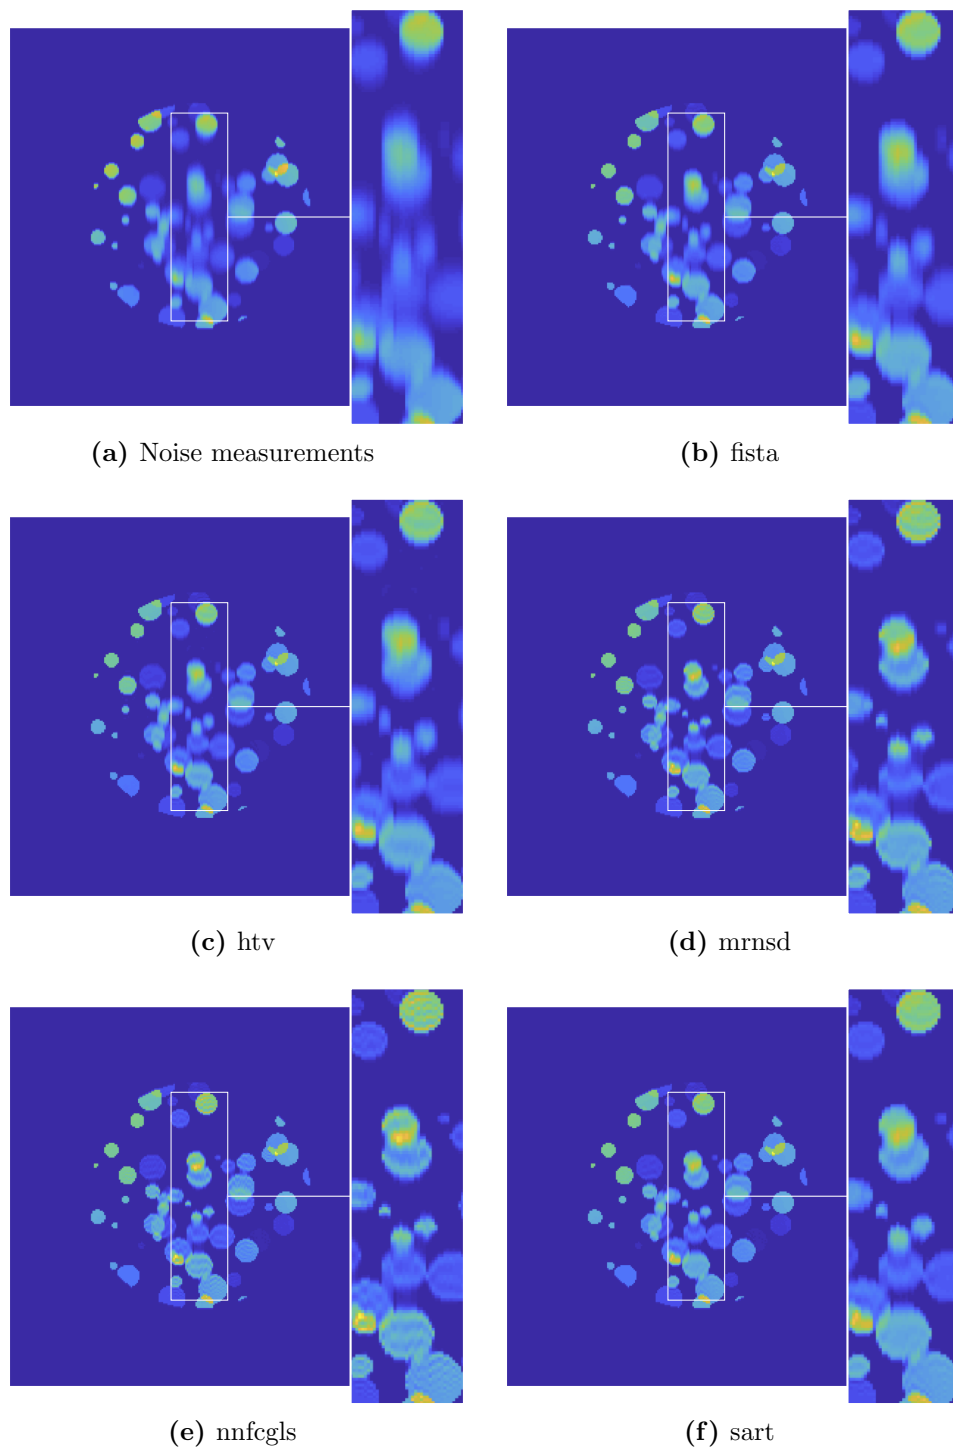 (a) Noise measurements
(b) fista
(c) htv
(d) mrnsd
(e) nnfcgls
(f) sart